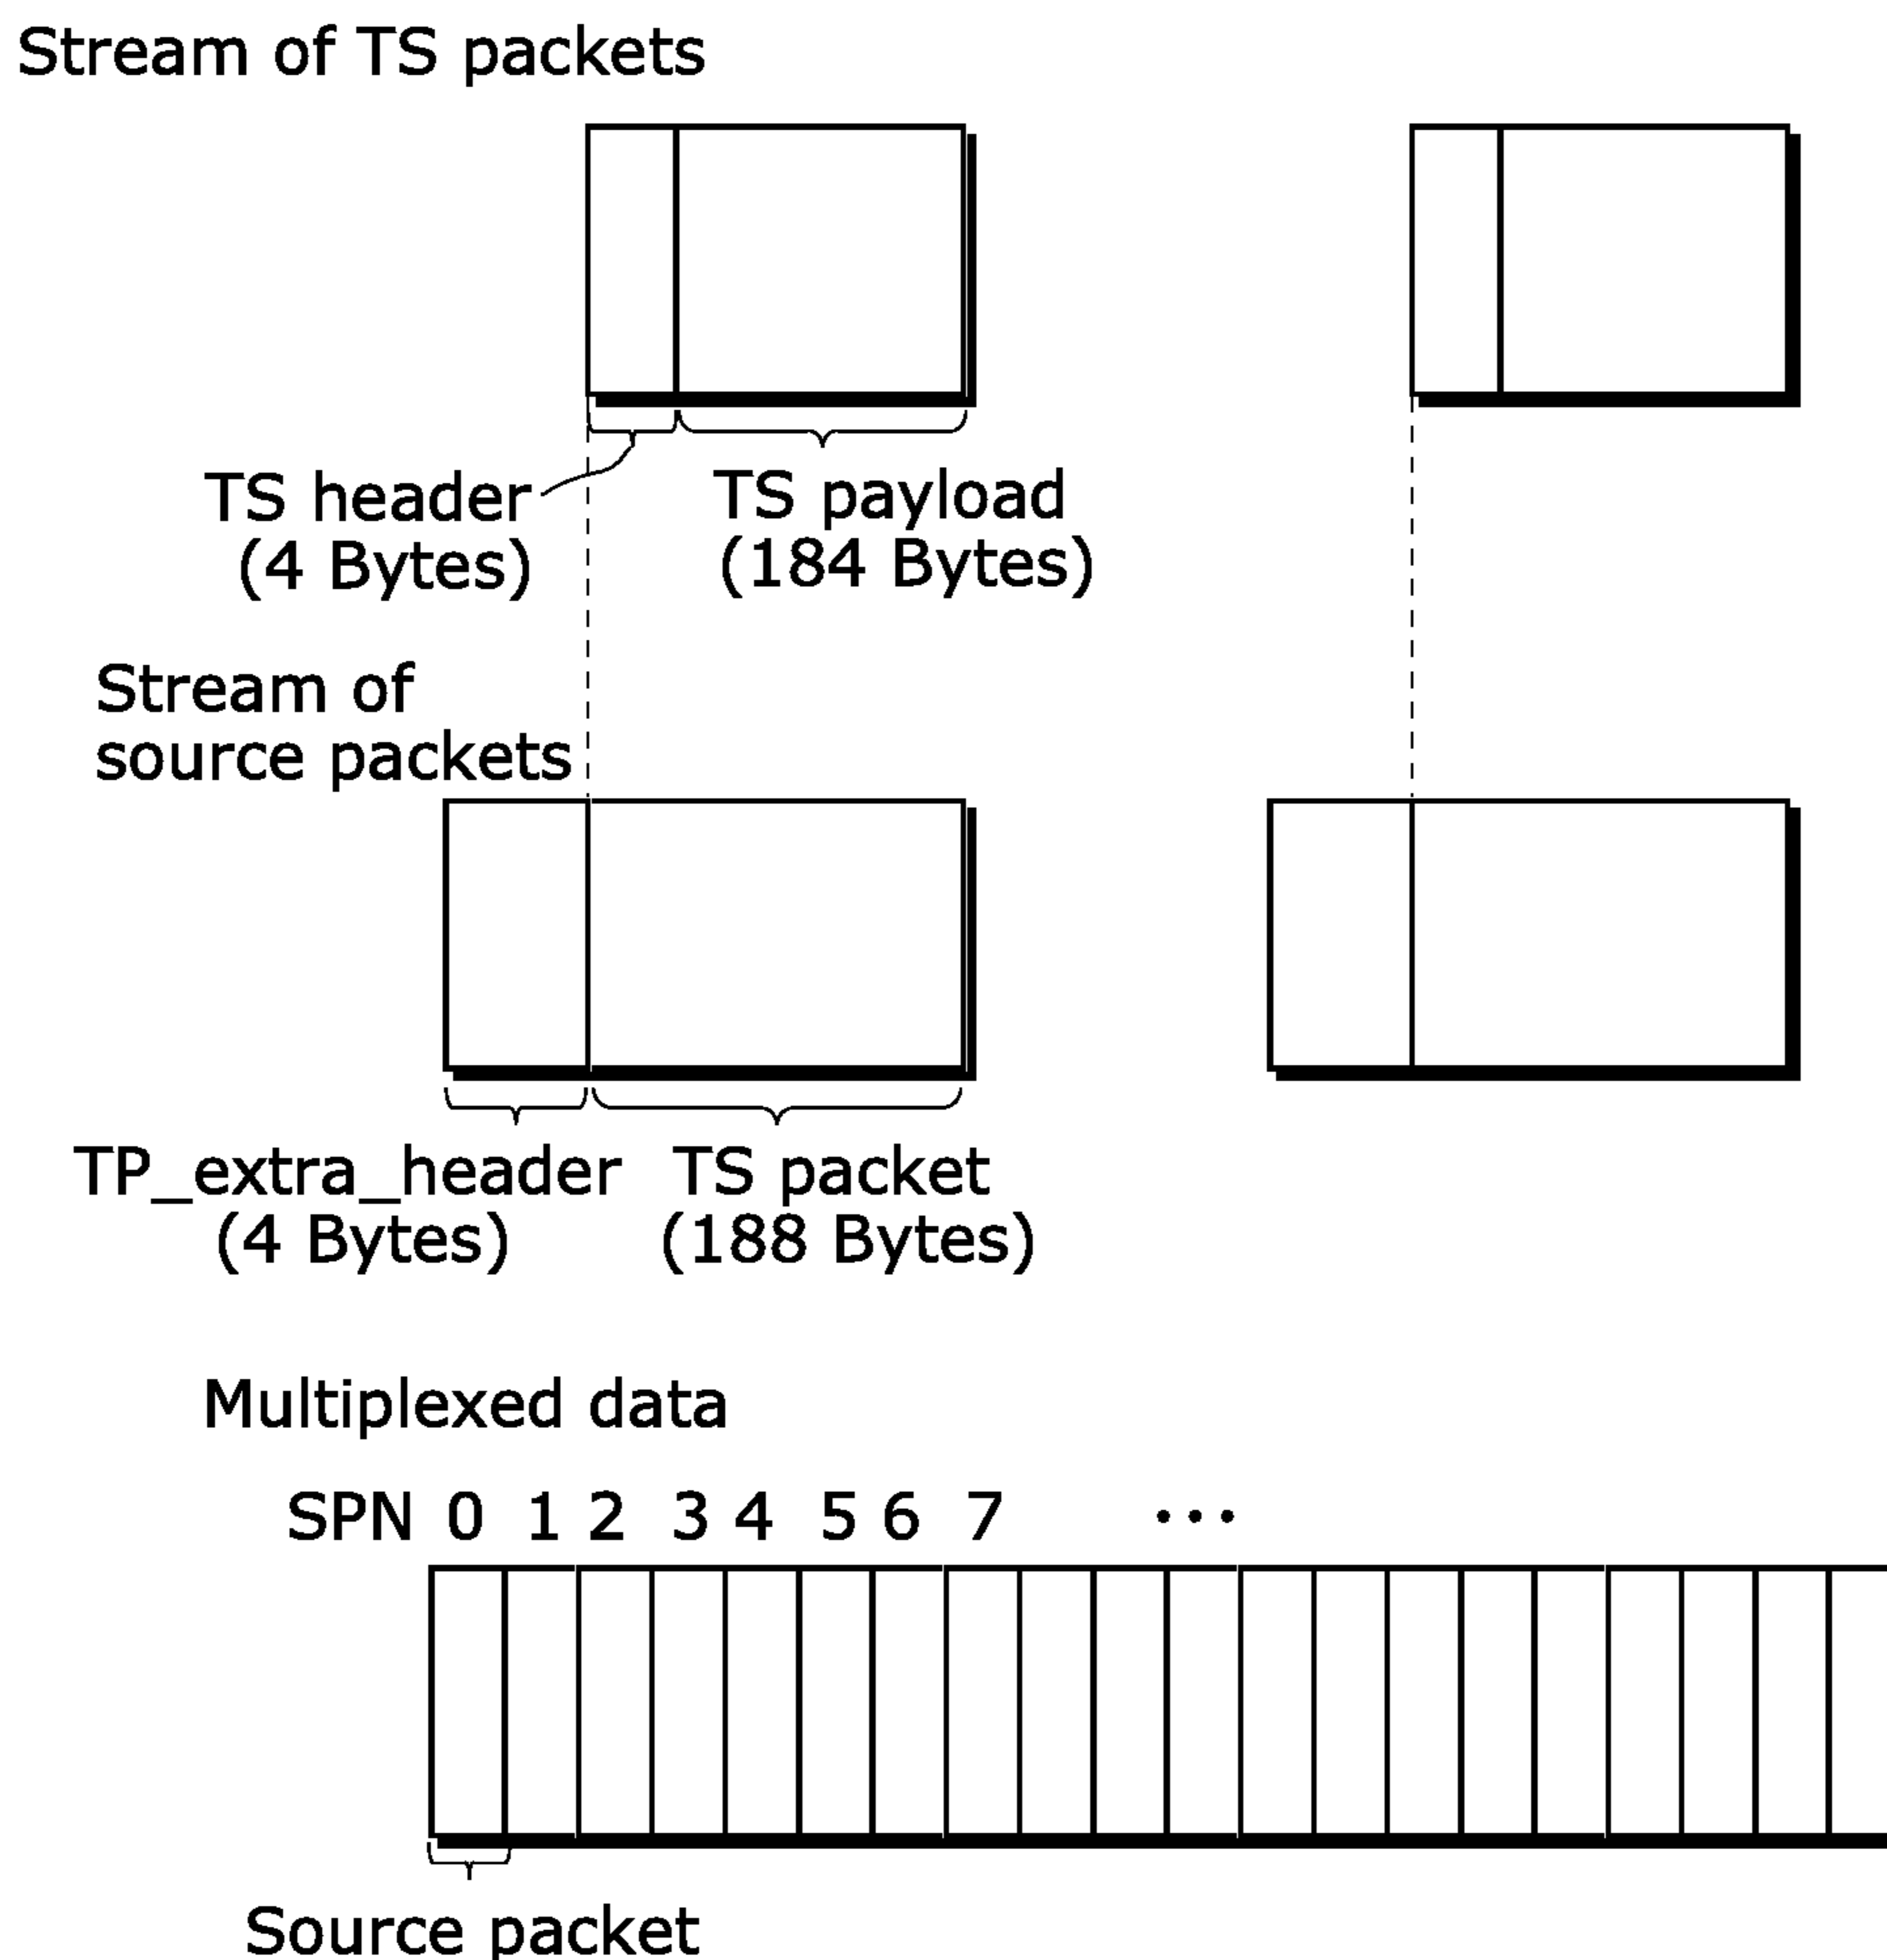 Stream of TS packets
TS header
(4 Bytes)
TS payload
(184 Bytes)
Stream of
source packets
TP_extra_header
(4 Bytes)
TS packet
(188 Bytes)
Multiplexed data
SPN 0 1 2 3 4 5 6 7 ...
Source packet